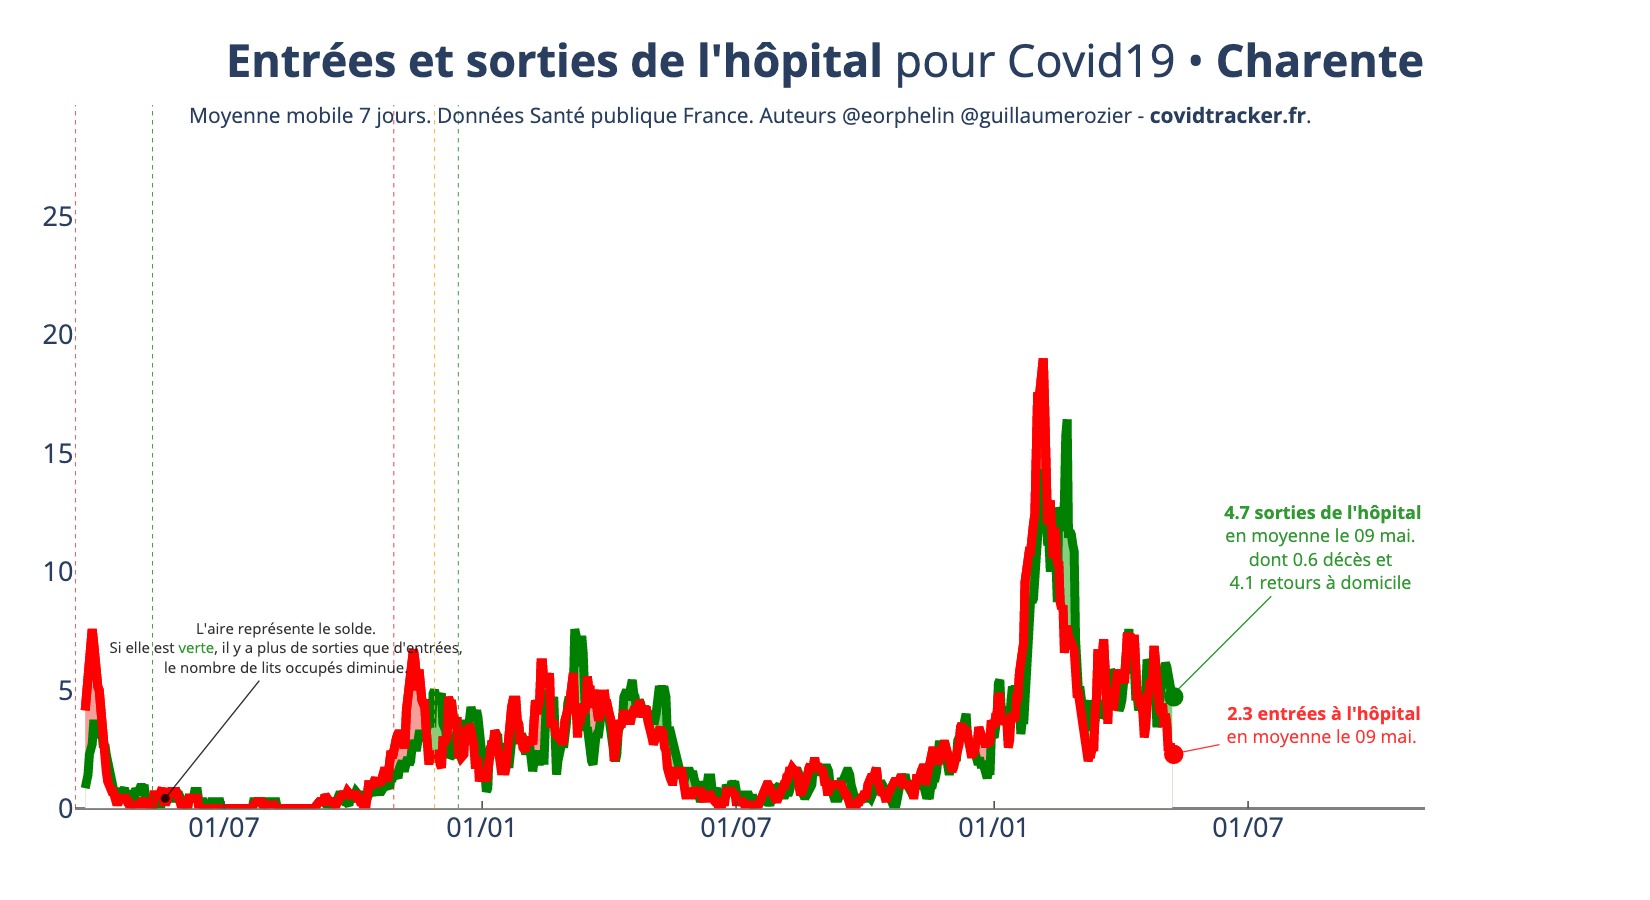 Entrées et sorties de l'hôpital pour Covid19 • Charente
Moyenne mobile 7 jours. Données Santé publique France. Auteurs @eorphelin @guillaumerozier - covidtracker.fr.
25
20
15
10
5
0
L'aire représente le solde.
Si elle est verte, il y a plus de sorties que d'entrées,
le nombre de lits occupés diminue.
4.7 sorties de l'hôpital
en moyenne le 09 mai.
dont 0.6 décès et
4.1 retours à domicile
2.3 entrées à l'hôpital
en moyenne le 09 mai.
01/07
01/01
01/07
01/01
01/07